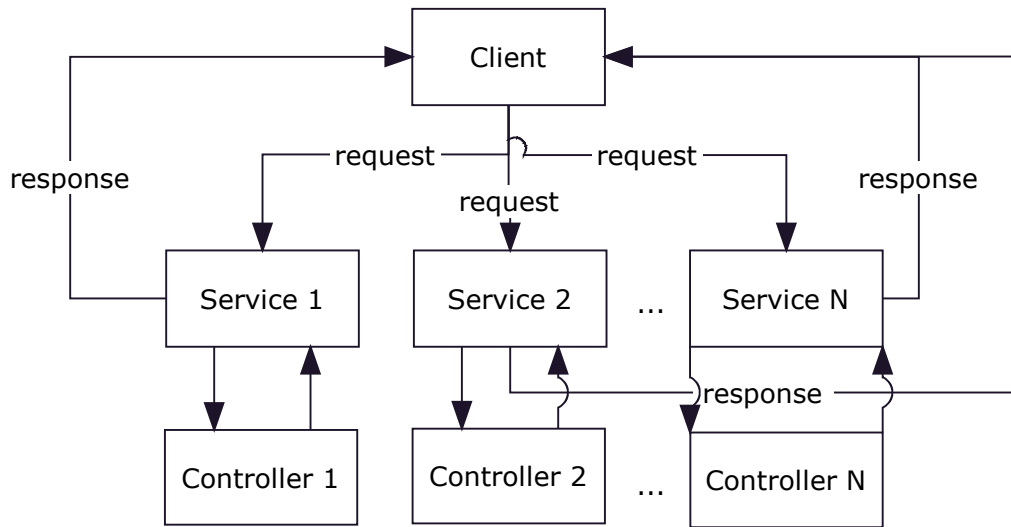 Client
request
request
response
response
request
Service 1
Service 2
...
Service N
response
Controller 1
Controller 2
...
Controller N